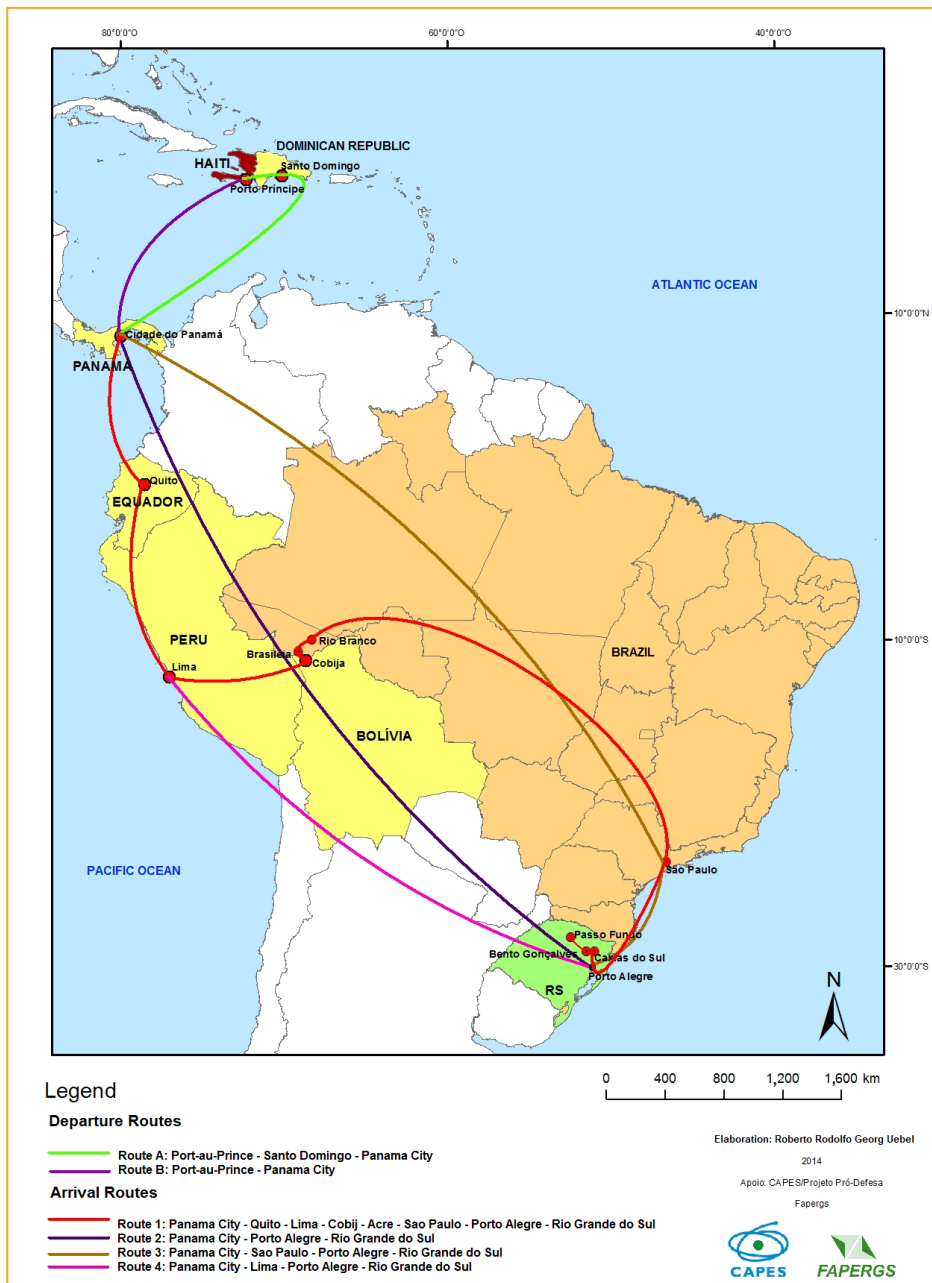 80°0'0"O
60°0'0"O
40°0'0"O
DOMINICAN REPUBLIC
HAITI
Santo Domingo
Porto Príncipe
ATLANTIC OCEAN
10°0'0"N
Cidade do Panamá
PANAMÁ
Quito
EQUADOR
PERU
Rio Branco
10°0'0"S
Brasiléia
BRAZIL
Cobija
Lima
BOLÍVIA
PACIFIC OCEAN
São Paulo
Passo Fundo
Bento Gonçalves
Caxias do Sul
30°0'0"S
Porto Alegre
RS
N
Legend
0 400 800 1,200 1,600 km
Departure Routes
Route A: Port-au-Prince - Santo Domingo - Panama City
Route B: Port-au-Prince - Panama City
Arrival Routes
Route 1: Panama City - Quito - Lima - Cobij - Acre - Sao Paulo - Porto Alegre - Rio Grande do Sul
Route 2: Panama City - Porto Alegre - Rio Grande do Sul
Route 3: Panama City - Sao Paulo - Porto Alegre - Rio Grande do Sul
Route 4: Panama City - Lima - Porto Alegre - Rio Grande do Sul
Elaboration: Roberto Rodolfo Georg Uebel
2014
Apoio: CAPES/Projeto Pró-Defesa
Fapergs
CAPES
FAPERGS